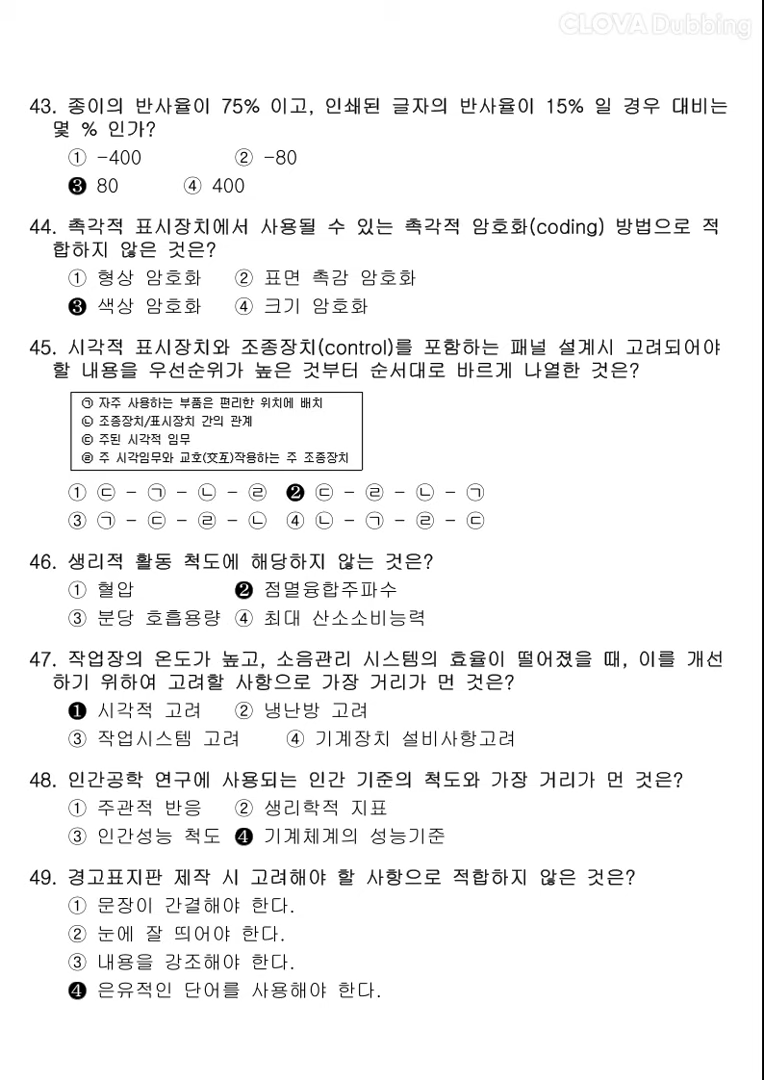 CLOVA Dubbing
43. 종이의 반사율이 75% 이고, 인쇄된 글자의 반사율이 15% 일 경우 대비는
몇 % 인가?
① -400 ② -80
❸ 80 ④ 400
44. 촉각적 표시장치에서 사용될 수 있는 촉각적 암호화(coding) 방법으로 적
합하지 않은 것은?
① 형상 암호화 ② 표면 촉감 암호화
❸ 색상 암호화 ④ 크기 암호화
45. 시각적 표시장치와 조종장치(control)를 포함하는 패널 설계시 고려되어야
할 내용을 우선순위가 높은 것부터 순서대로 바르게 나열한 것은?
㉠ 자주 사용하는 부품은 편리한 위치에 배치
㉡ 조종장치/표시장치 간의 관계
㉢ 주된 시각적 임무
㉣ 주 시각임무와 교호(交互)작용하는 주 조종장치
① ㉢ - ㉠ - ㉡ - ㉣ ❷ ㉢ - ㉣ - ㉡ - ㉠
③ ㉠ - ㉢ - ㉣ - ㉡ ④ ㉡ - ㉠ - ㉣ - ㉢
46. 생리적 활동 척도에 해당하지 않는 것은?
① 혈압 ❷ 점멸융합주파수
③ 분당 호흡용량 ④ 최대 산소소비능력
47. 작업장의 온도가 높고, 소음관리 시스템의 효율이 떨어졌을 때, 이를 개선
하기 위하여 고려할 사항으로 가장 거리가 먼 것은?
❶ 시각적 고려 ② 냉난방 고려
③ 작업시스템 고려 ④ 기계장치 설비사항고려
48. 인간공학 연구에 사용되는 인간 기준의 척도와 가장 거리가 먼 것은?
① 주관적 반응 ② 생리학적 지표
③ 인간성능 척도 ❹ 기계체계의 성능기준
49. 경고표지판 제작 시 고려해야 할 사항으로 적합하지 않은 것은?
① 문장이 간결해야 한다.
② 눈에 잘 띄어야 한다.
③ 내용을 강조해야 한다.
❹ 은유적인 단어를 사용해야 한다.